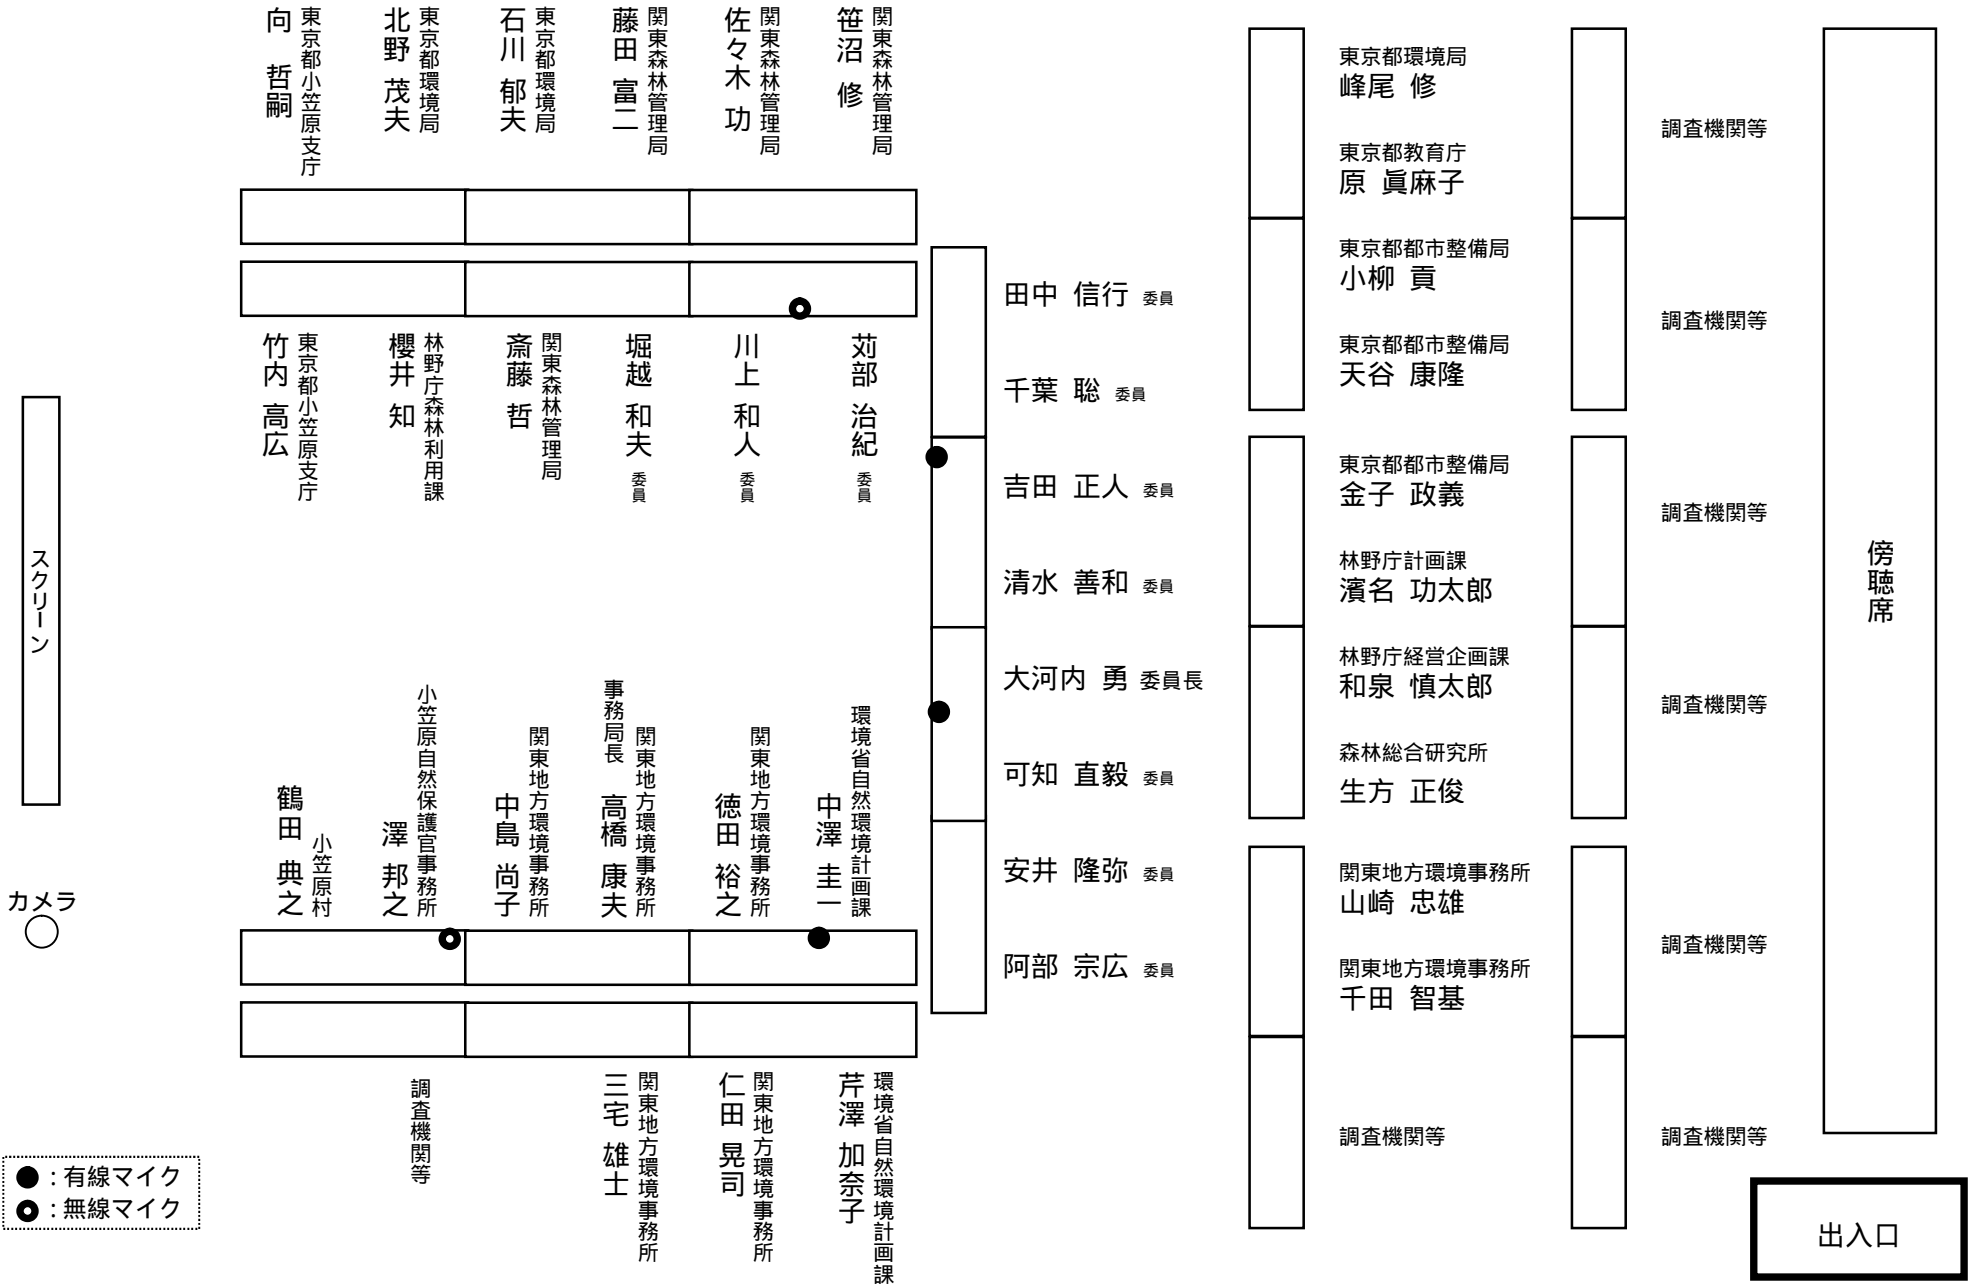 東京都小笠原支庁
向 哲嗣
東京都環境局
北野 茂夫
東京都環境局
石川 郁夫
関東森林管理局
藤田 富二
関東森林管理局
佐々木 功
関東森林管理局
笹沼 修
東京都小笠原支庁
竹内 高広
林野庁森林利用課
櫻井 知
関東森林管理局
斎藤 哲
堀越 和夫 委員
川上 和人 委員
苅部 治紀 委員
田中 信行 委員
千葉 聡 委員
吉田 正人 委員
清水 善和 委員
大河内 勇 委員長
可知 直毅 委員
安井 隆弥 委員
阿部 宗広 委員
スクリーン
カメラ
小笠原村
鶴田 典之
小笠原自然保護官事務所
澤 邦之
関東地方環境事務所
中島 尚子
関東地方環境事務所
事務局長 高橋 康夫
関東地方環境事務所
徳田 裕之
環境省自然環境計画課
中澤 圭一
調査機関等
関東地方環境事務所
三宅 雄士
関東地方環境事務所
仁田 晃司
環境省自然環境計画課
芹澤 加奈子
東京都環境局
峰尾 修
東京都教育庁
原 眞麻子
東京都都市整備局
小柳 貢
東京都都市整備局
天谷 康隆
東京都都市整備局
金子 政義
林野庁計画課
濱名 功太郎
林野庁経営企画課
和泉 慎太郎
森林総合研究所
生方 正俊
関東地方環境事務所
山崎 忠雄
関東地方環境事務所
千田 智基
調査機関等
調査機関等
調査機関等
調査機関等
調査機関等
調査機関等
調査機関等
傍聴席
出入口
●：有線マイク
：無線マイク